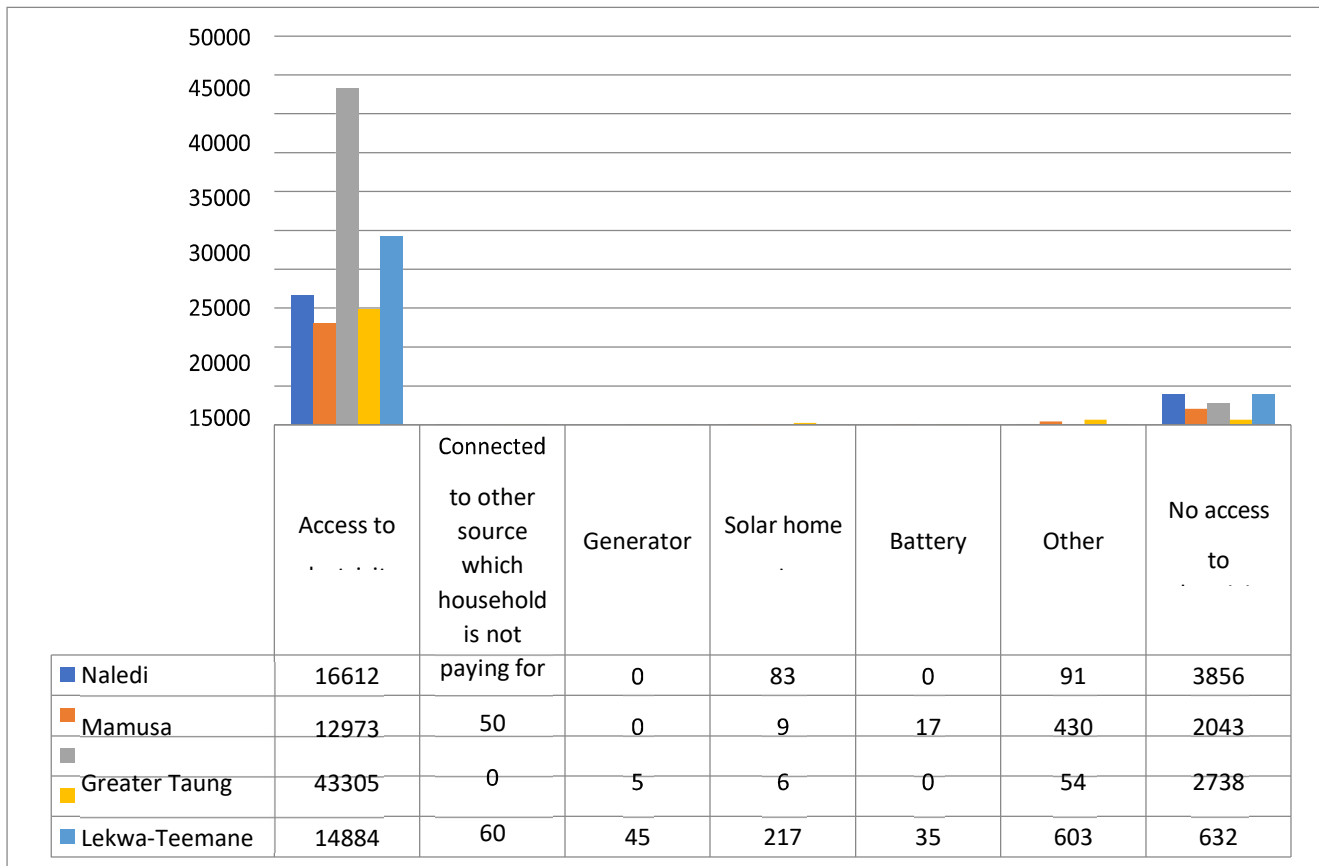 50000
45000
40000
35000
30000
25000
20000
15000
Access to
Connected
to other
source
which
household
is not
paying for
Generator
Solar home
Battery
Other
No access
to
Naledi 16612 0 83 0 91 3856
Mamusa 12973 50 0 9 17 430 2043
Greater Taung 43305 0 5 6 0 54 2738
Lekwa-Teemane 14884 60 45 217 35 603 632